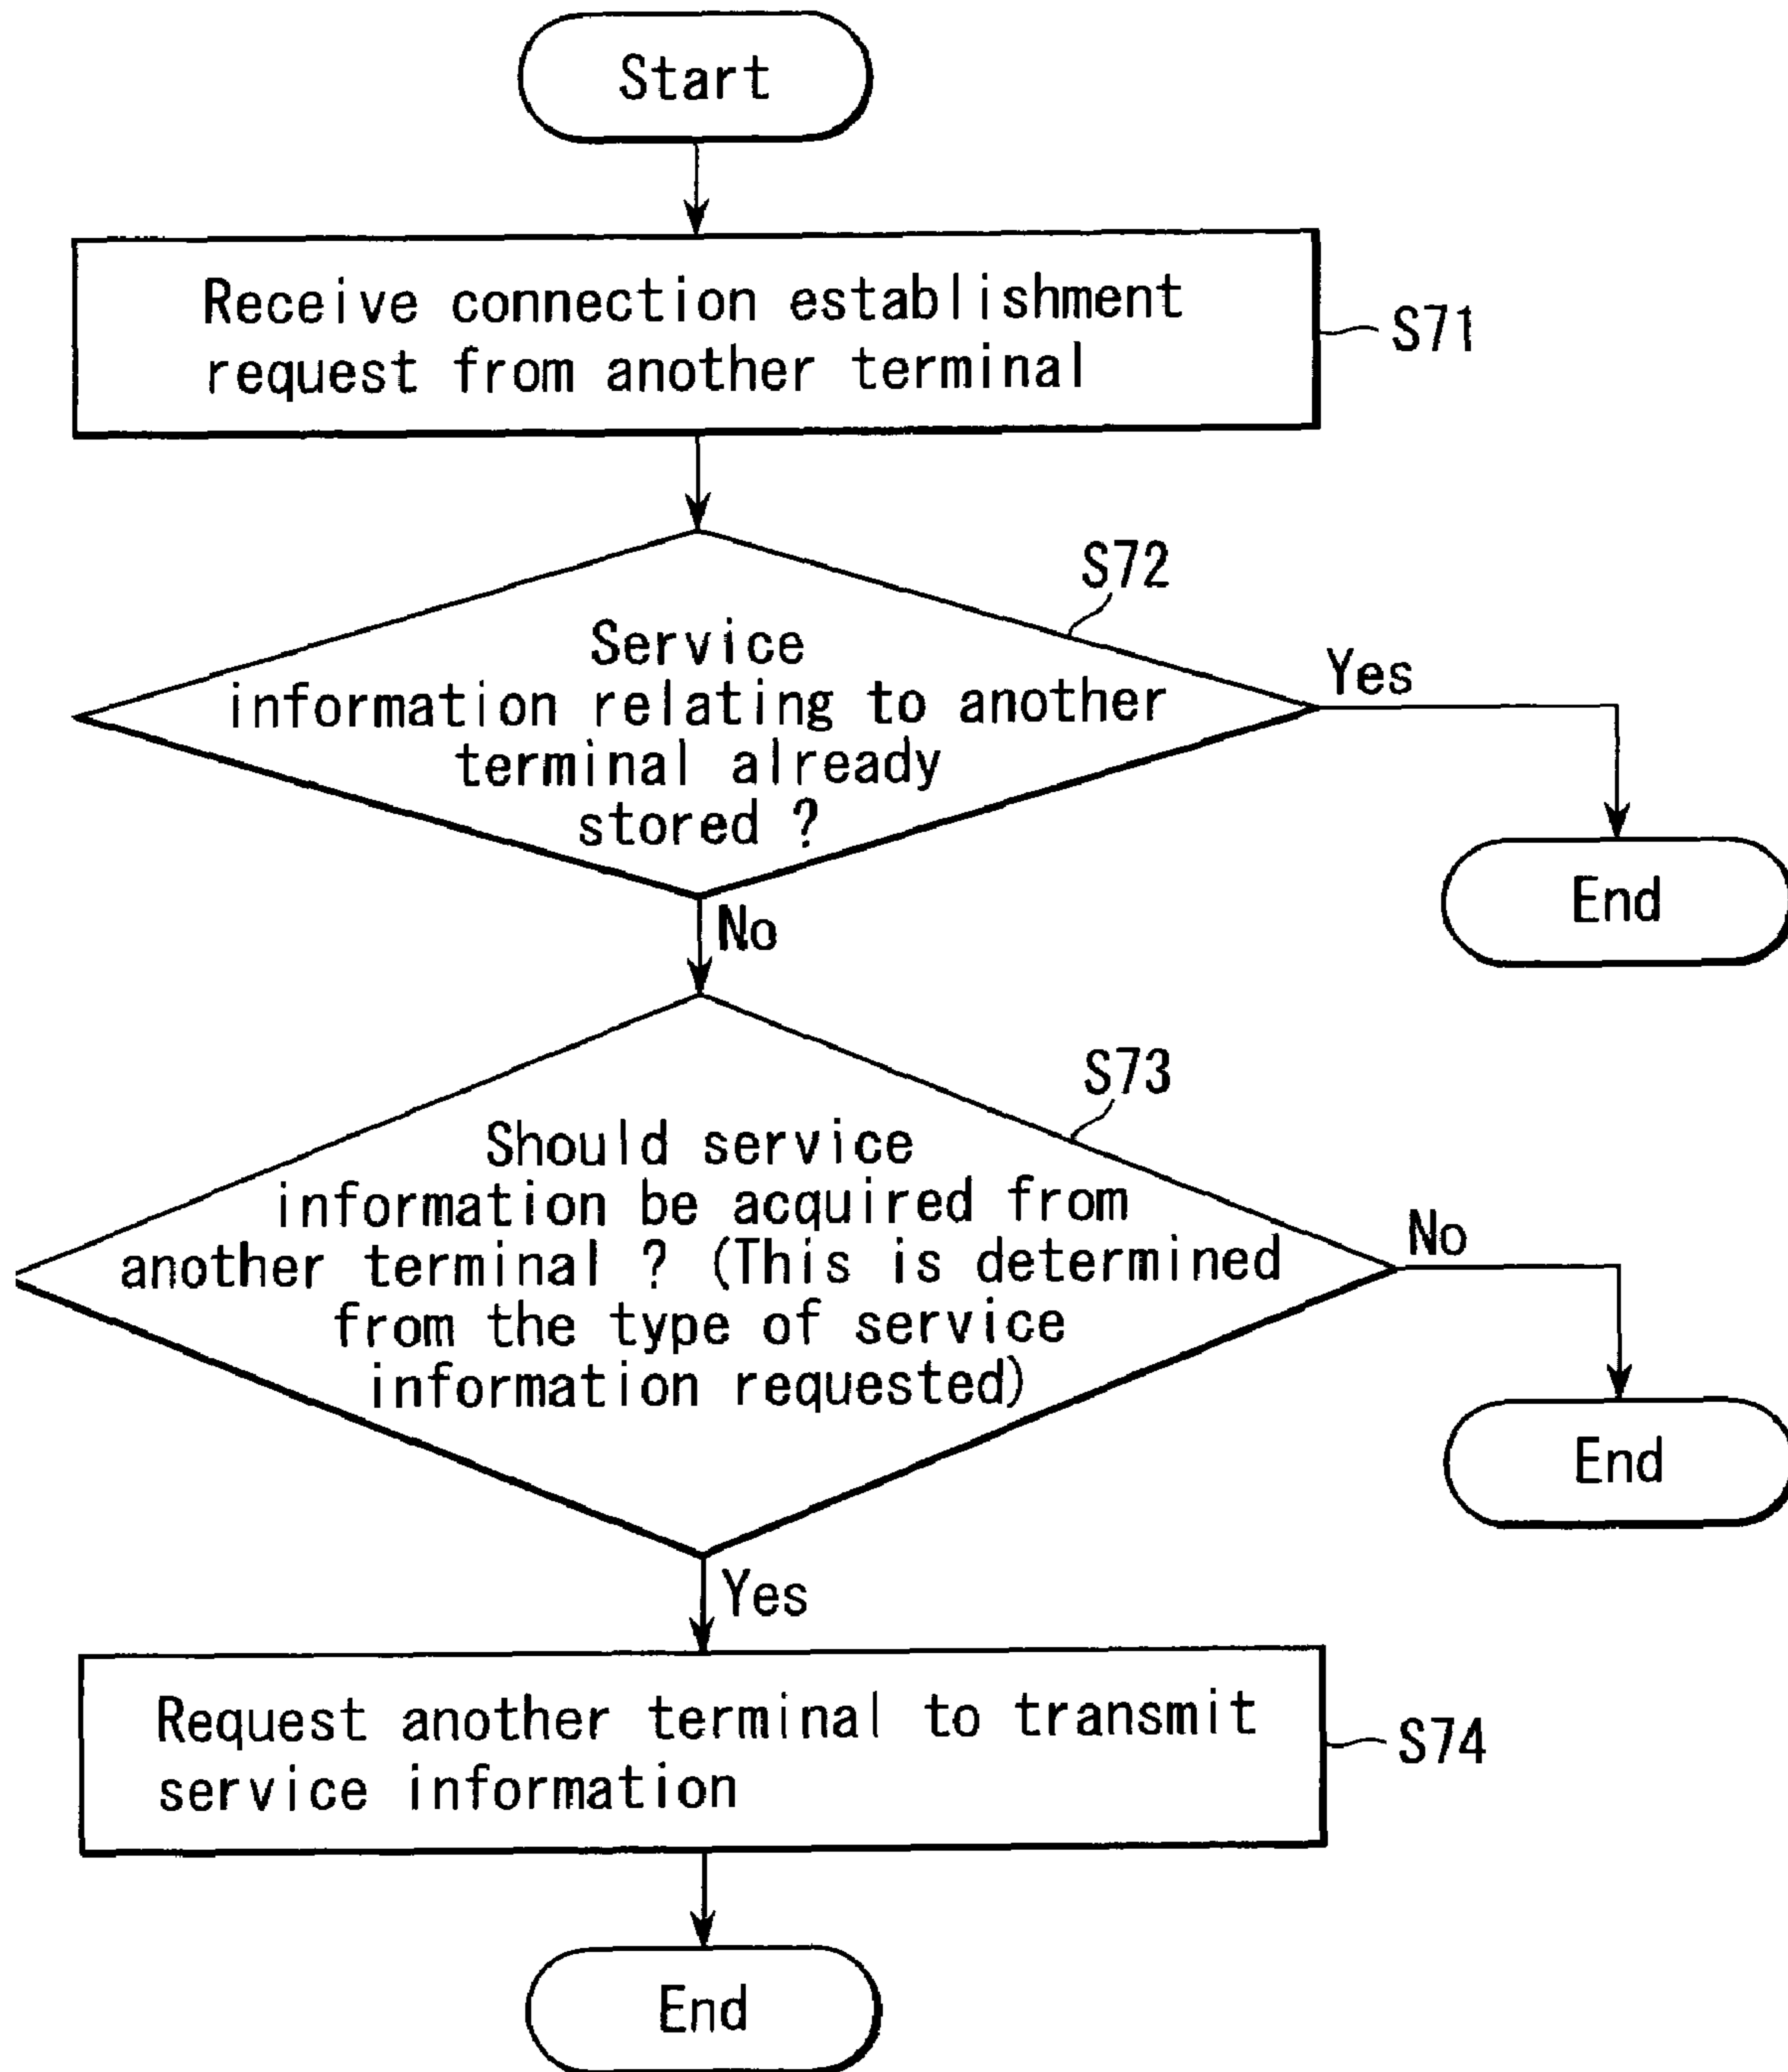 Start
Receive connection establishment
request from another terminal
S71
S72
Service
information relating to another
terminal already
stored ?
Yes
End
No
S73
Should service
information be acquired from
another terminal ? (This is determined
from the type of service
information requested)
No
End
Yes
Request another terminal to transmit
service information
S74
End